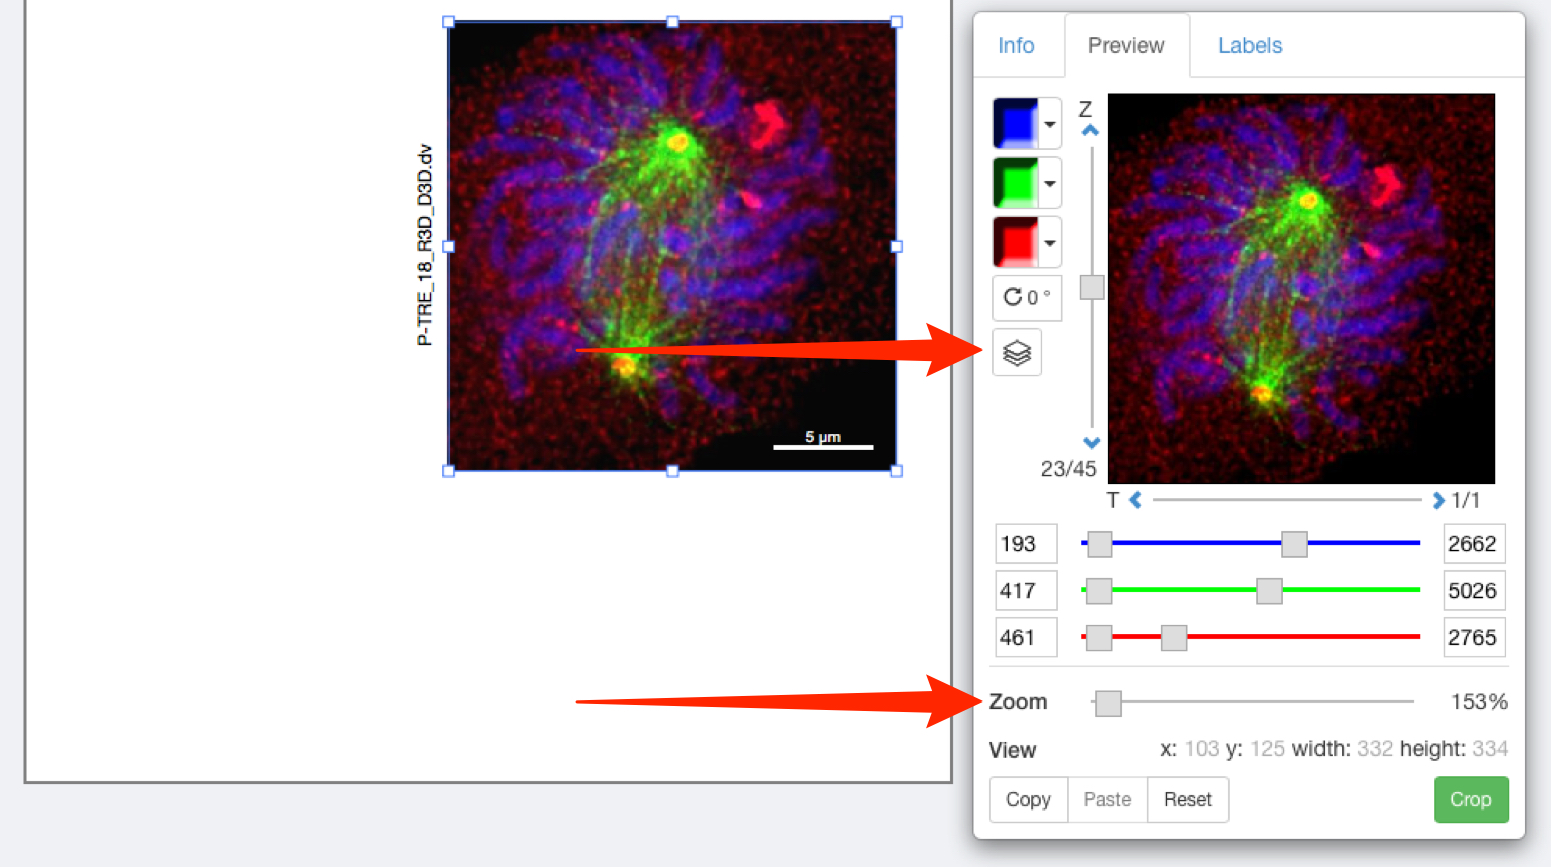 P-TRE_18_R3D_D3D.dv
5 µm
Info Preview Labels
Z
0 °
23/45
T 1/1
193 2662
417 5026
461 2765
Zoom 153%
View x: 103 y: 125 width: 332 height: 334
Copy Paste Reset Crop